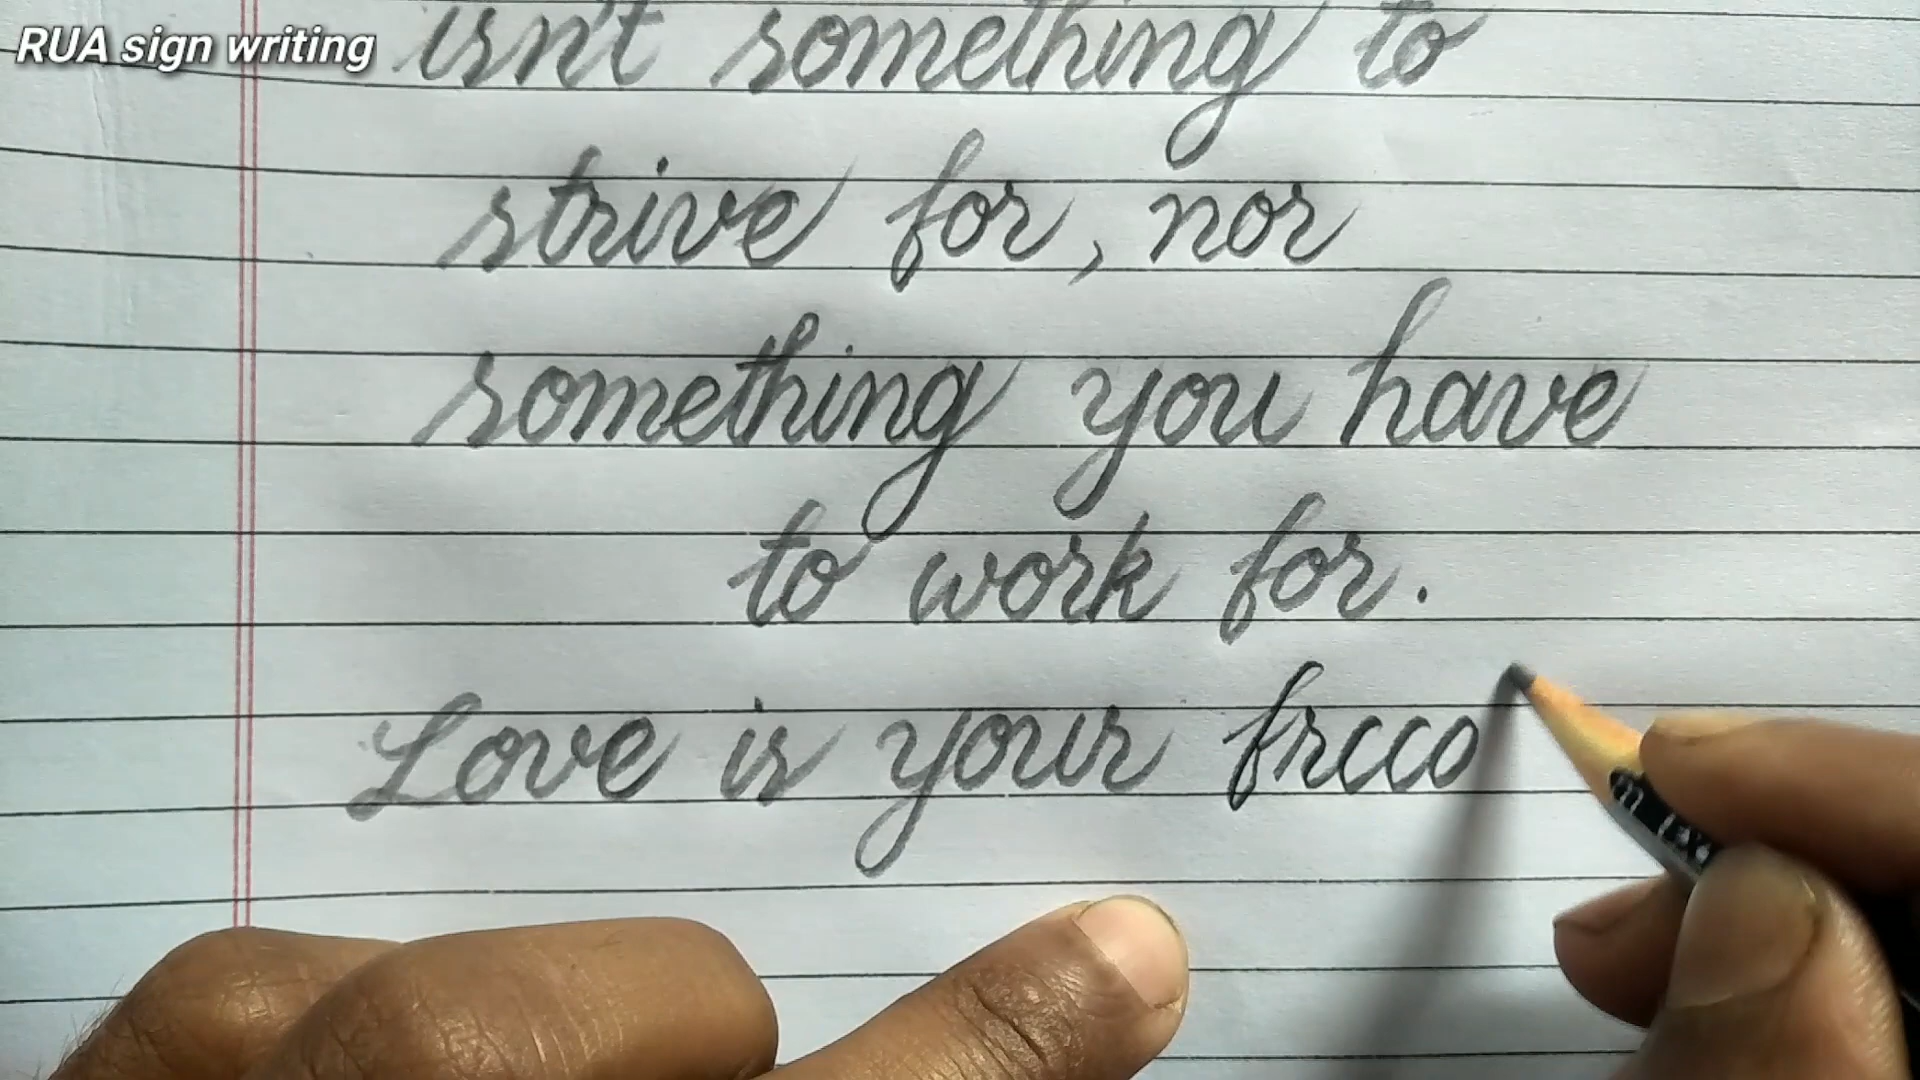 RUA sign writing
isn't something to
strive for, nor
something you have
to work for.
Love is your frcco